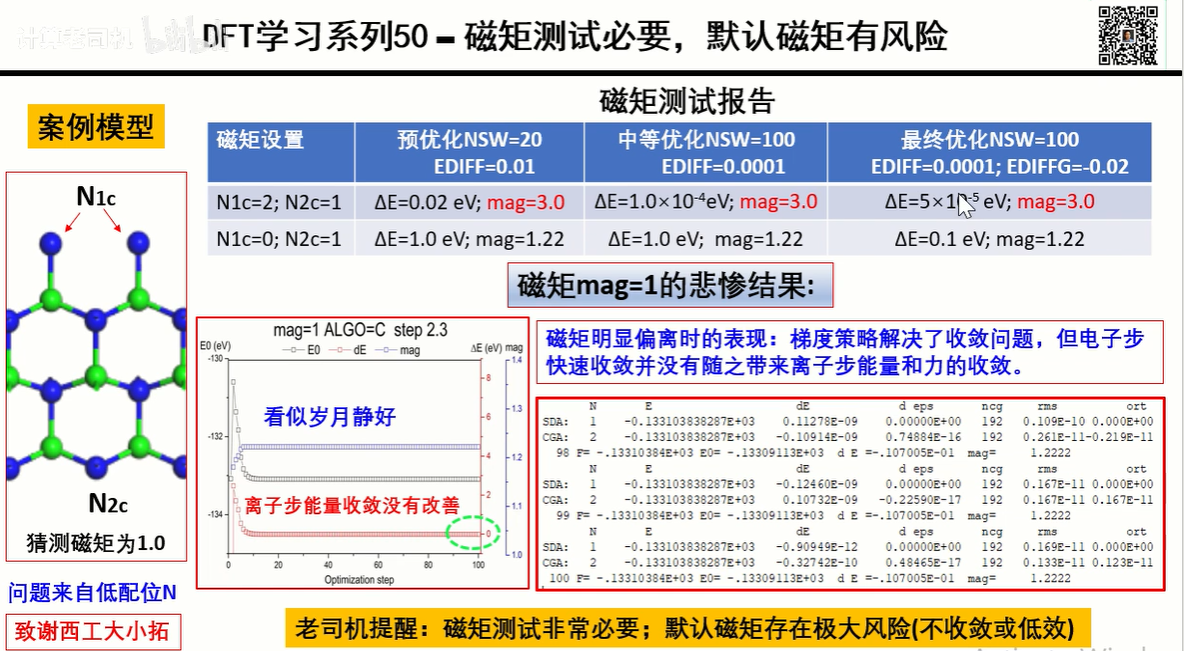 计算老司机 bilibili
DFT学习系列50 – 磁矩测试必要，默认磁矩有风险
案例模型
磁矩测试报告
磁矩设置 预优化NSW=20 中等优化NSW=100 最终优化NSW=100
EDIFF=0.01 EDIFF=0.0001 EDIFF=0.0001; EDIFFG=-0.02
N1c=2; N2c=1 ΔE=0.02 eV; mag=3.0 ΔE=1.0×10-4eV; mag=3.0 ΔE=5×10-5 eV; mag=3.0
N1c=0; N2c=1 ΔE=1.0 eV; mag=1.22 ΔE=1.0 eV; mag=1.22 ΔE=0.1 eV; mag=1.22
N1c
磁矩mag=1的悲惨结果:
mag=1 ALGO=C step 2.3
E0 (eV) E0 dE mag ΔE (eV) mag
-130 1.4
8
6 1.3
看似岁月静好
-132 4 1.2
2
离子步能量收敛没有改善
-134 1.1
0
1.0
0 20 40 60 80 100
Optimization step
磁矩明显偏离时的表现：梯度策略解决了收敛问题，但电子步
快速收敛并没有随之带来离子步能量和力的收敛。
N E dE d eps ncg rms ort
SDA: 1 -0.133103838287E+03 0.11278E-09 0.00000E+00 192 0.109E-10 0.000E+00
CGA: 2 -0.133103838287E+03 -0.10914E-09 0.74884E-16 192 0.261E-11-0.219E-11
98 F= -.13310384E+03 E0= -.13309113E+03 d E =-.107005E-01 mag= 1.2222
N E dE d eps ncg rms ort
SDA: 1 -0.133103838287E+03 -0.12460E-09 0.00000E+00 192 0.167E-11 0.000E+00
CGA: 2 -0.133103838287E+03 0.10732E-09 -0.22590E-17 192 0.167E-11 0.167E-11
99 F= -.13310384E+03 E0= -.13309113E+03 d E =-.107005E-01 mag= 1.2222
N E dE d eps ncg rms ort
SDA: 1 -0.133103838287E+03 -0.90949E-12 0.00000E+00 192 0.169E-11 0.000E+00
CGA: 2 -0.133103838287E+03 -0.32742E-10 0.48465E-17 192 0.133E-11 0.123E-11
100 F= -.13310384E+03 E0= -.13309113E+03 d E =-.107005E-01 mag= 1.2222
N2c
猜测磁矩为1.0
问题来自低配位N
致谢西工大小拓
老司机提醒：磁矩测试非常必要；默认磁矩存在极大风险(不收敛或低效)